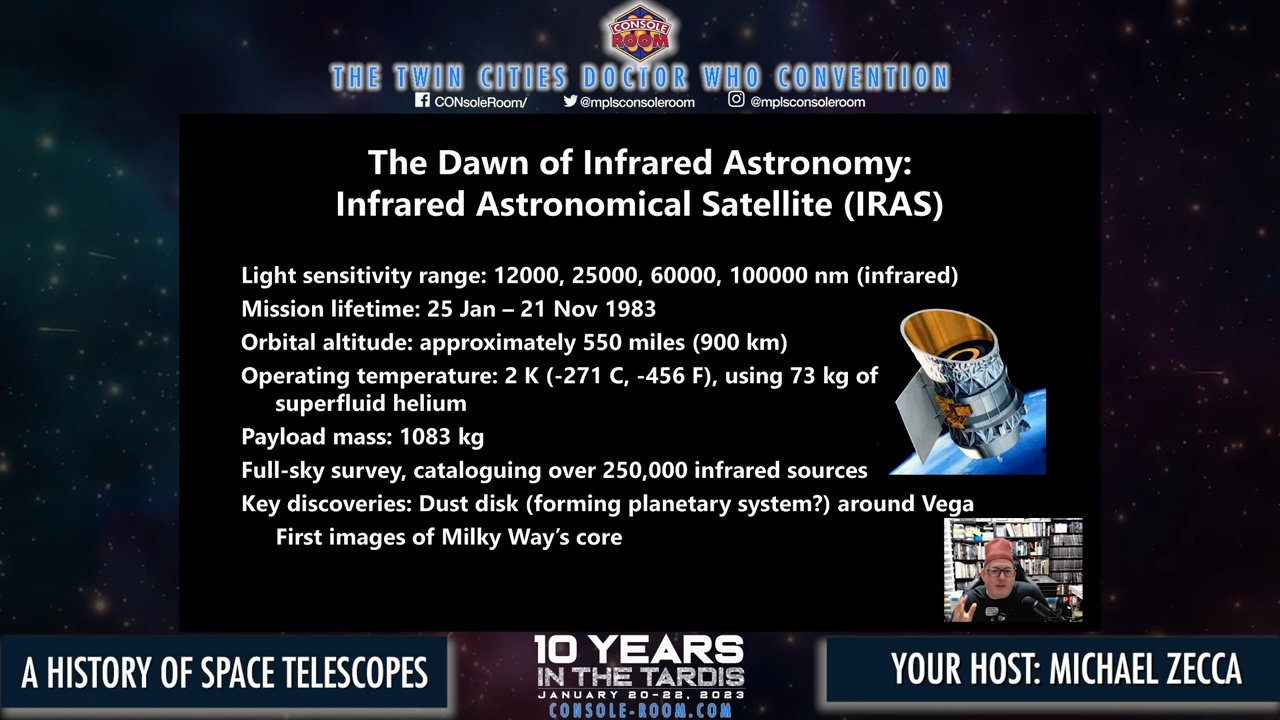 CONSOLE
ROOM
THE TWIN CITIES DOCTOR WHO CONVENTION
CONsoleRoom/ @mplsconsoleroom @mplsconsoleroom
The Dawn of Infrared Astronomy:
Infrared Astronomical Satellite (IRAS)
Light sensitivity range: 12000, 25000, 60000, 100000 nm (infrared)
Mission lifetime: 25 Jan – 21 Nov 1983
Orbital altitude: approximately 550 miles (900 km)
Operating temperature: 2 K (-271 C, -456 F), using 73 kg of
superfluid helium
Payload mass: 1083 kg
Full-sky survey, cataloguing over 250,000 infrared sources
Key discoveries: Dust disk (forming planetary system?) around Vega
First images of Milky Way’s core
A HISTORY OF SPACE TELESCOPES
10 YEARS
IN THE TARDIS
JANUARY 20-22, 2023
CONSOLE-ROOM.COM
YOUR HOST: MICHAEL ZECCA